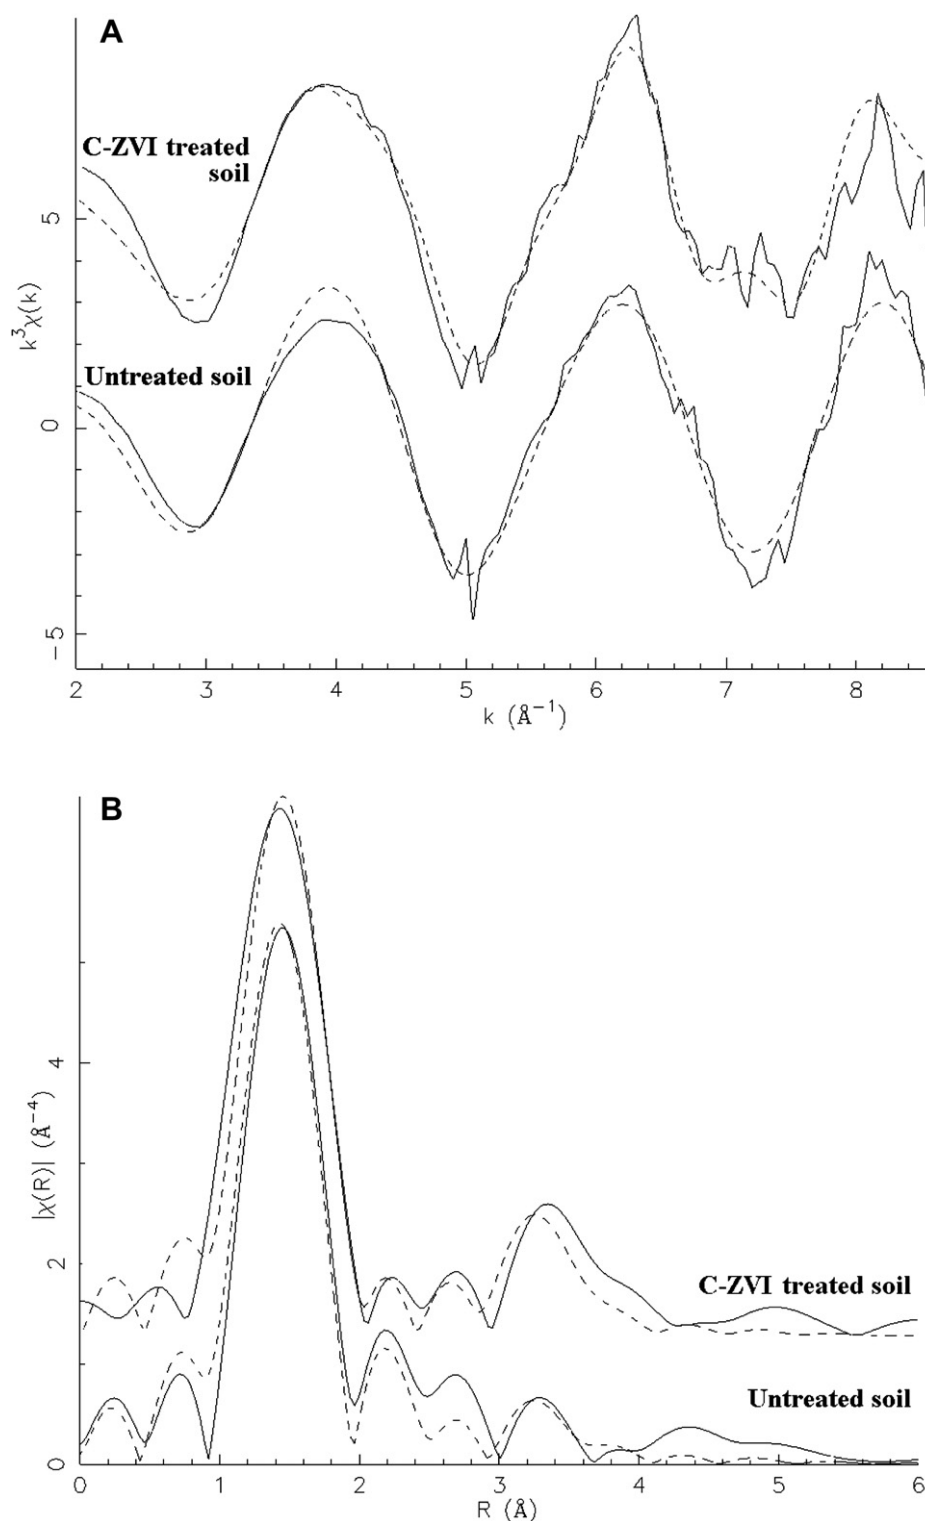 A
C-ZVI treated
soil
Untreated soil
k³χ(k)
5
0
−5
2 3 4 5 6 7 8
k (Å⁻¹)
B
|χ(R)| (Å⁻⁴)
4
2
0
C-ZVI treated soil
Untreated soil
0 1 2 3 4 5 6
R (Å)